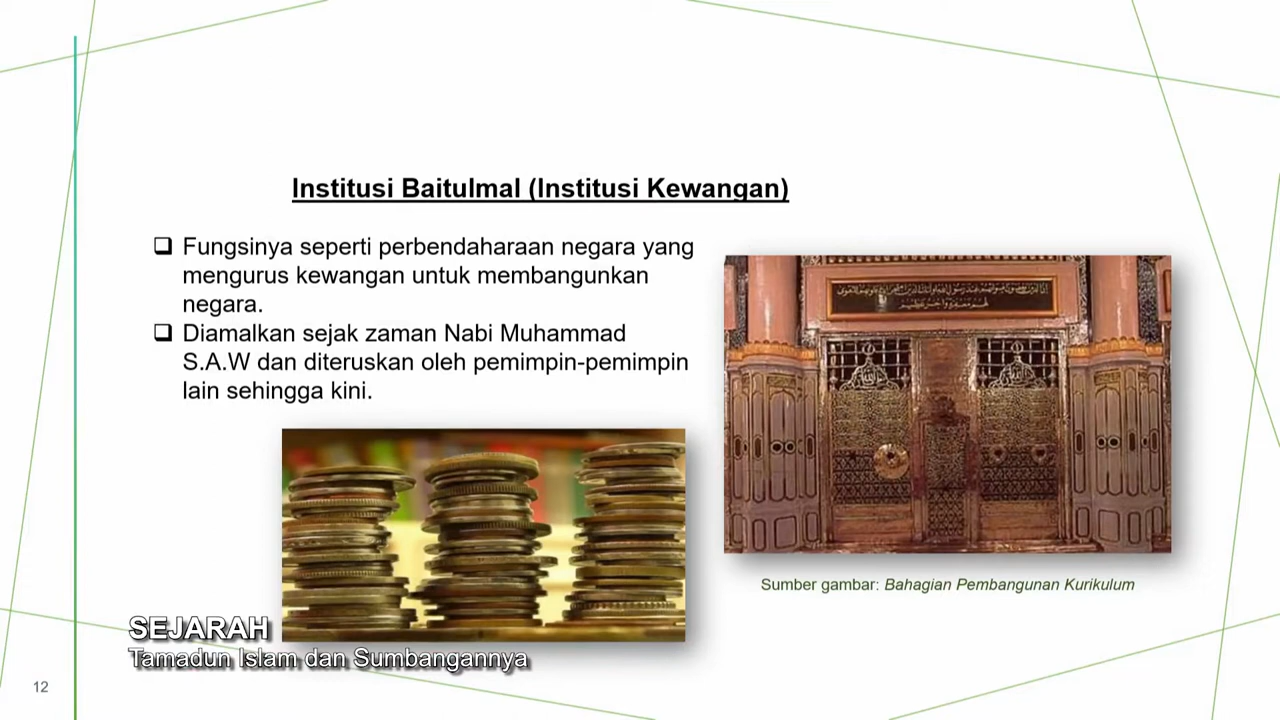 Institusi Baitulmal (Institusi Kewangan)
❑ Fungsinya seperti perbendaharaan negara yang
mengurus kewangan untuk membangunkan
negara.
❑ Diamalkan sejak zaman Nabi Muhammad
S.A.W dan diteruskan oleh pemimpin-pemimpin
lain sehingga kini.
Sumber gambar: Bahagian Pembangunan Kurikulum
SEJARAH
Tamadun Islam dan Sumbangannya
12